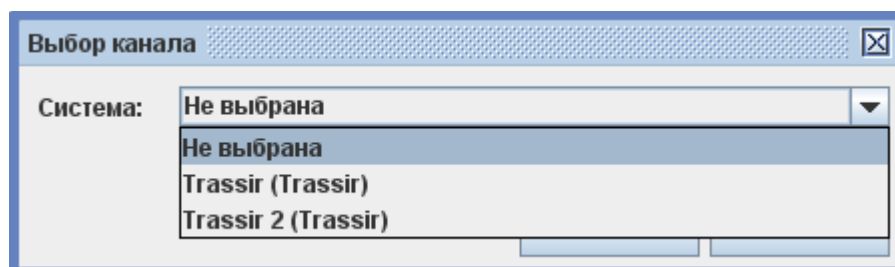 Выбор канала
Система: Не выбрана
Не выбрана
Trassir (Trassir)
Trassir 2 (Trassir)